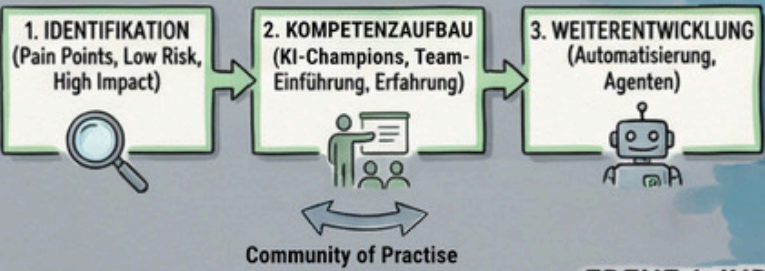 1. IDENTIFIKATION
(Pain Points, Low Risk,
High Impact)
2. KOMPETENZAUFBAU
(KI-Champions, Team-
Einführung, Erfahrung)
3. WEITERENTWICKLUNG
(Automatisierung,
Agenten)
Community of Practise